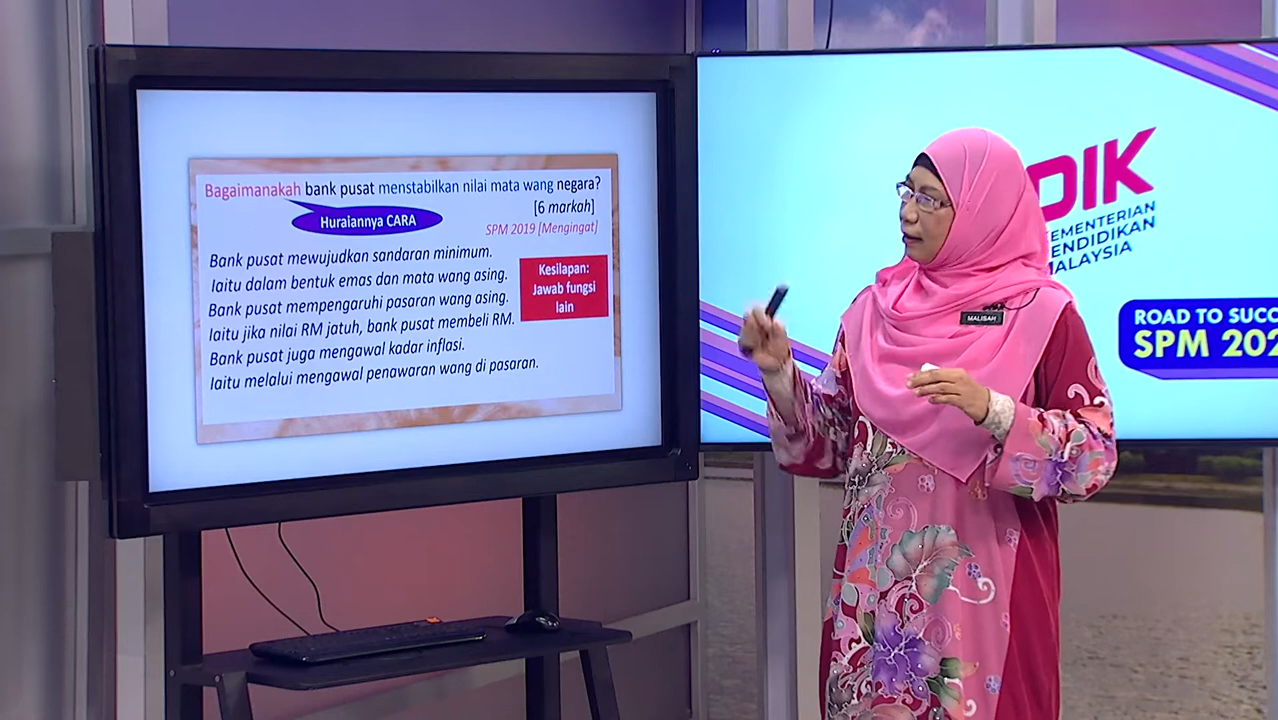 Bagaimanakah bank pusat menstabilkan nilai mata wang negara?
[6 markah]
Huraiannya CARA
SPM 2019 [Mengingat]
Bank pusat mewujudkan sandaran minimum.
Iaitu dalam bentuk emas dan mata wang asing.
Bank pusat mempengaruhi pasaran wang asing.
Iaitu jika nilai RM jatuh, bank pusat membeli RM.
Bank pusat juga mengawal kadar inflasi.
Iaitu melalui mengawal penawaran wang di pasaran.
Kesilapan:
Jawab fungsi
lain
MALISAH
DIK
KEMENTERIAN
PENDIDIKAN
MALAYSIA
ROAD TO SUCC
SPM 202